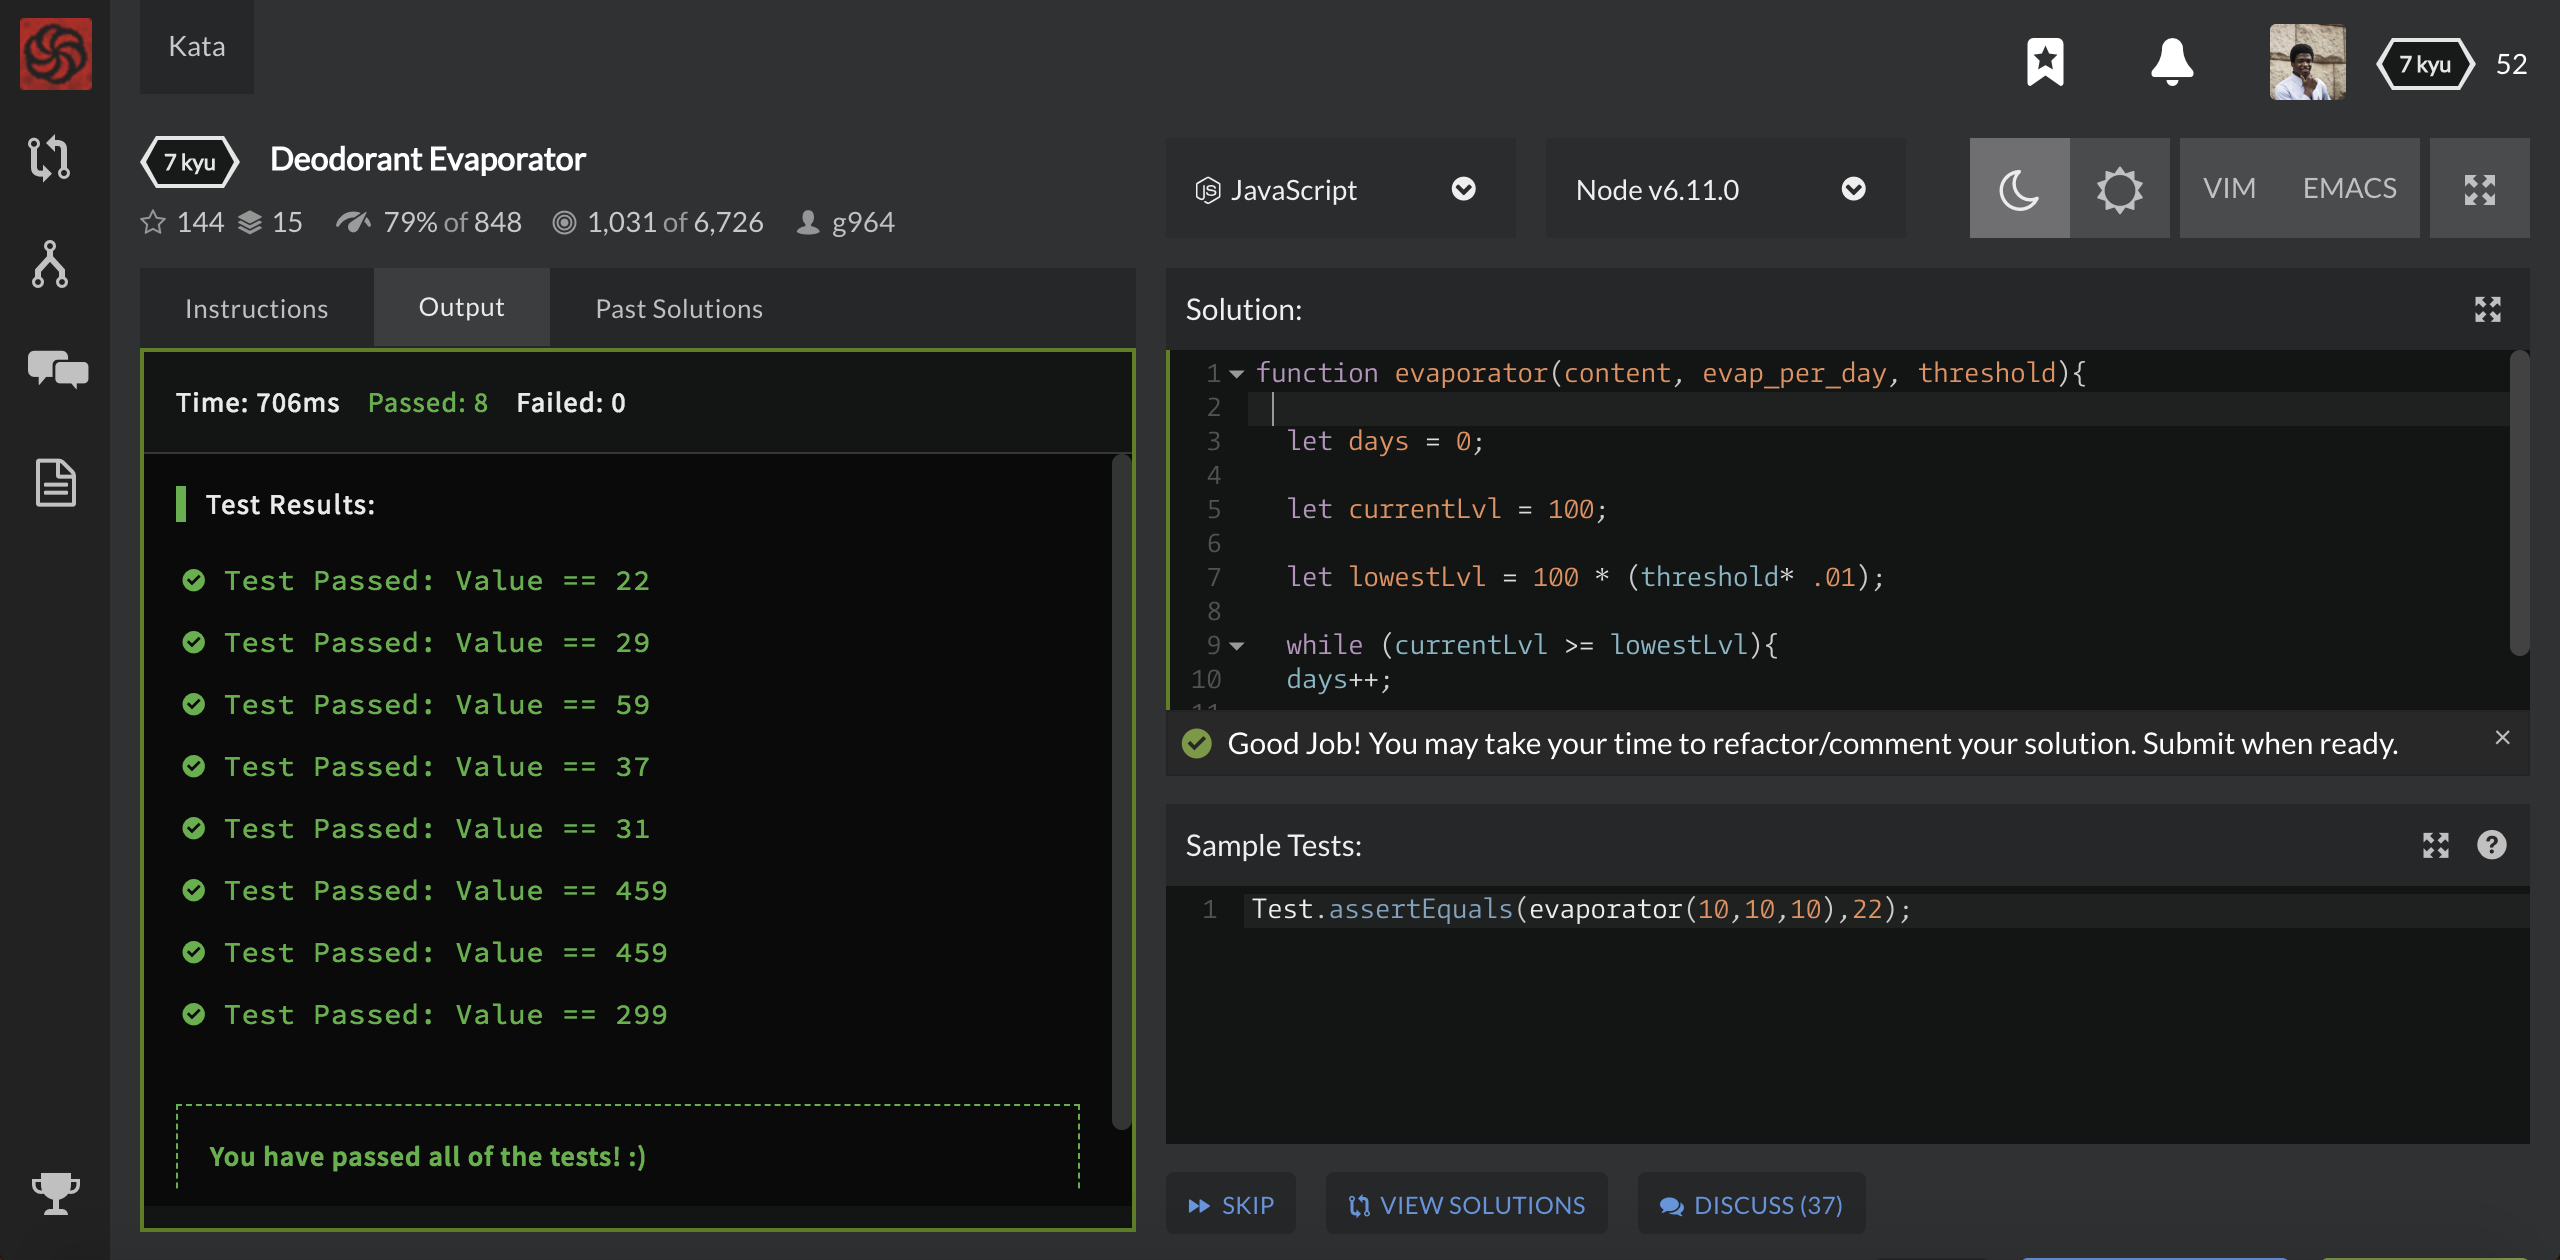 Kata
7 kyu 52
7 kyu Deodorant Evaporator
144 15 79% of 848 1,031 of 6,726 g964
JavaScript
Node v6.11.0
VIM EMACS
Instructions Output Past Solutions
Time: 706ms Passed: 8 Failed: 0
Test Results:
Test Passed: Value == 22
Test Passed: Value == 29
Test Passed: Value == 59
Test Passed: Value == 37
Test Passed: Value == 31
Test Passed: Value == 459
Test Passed: Value == 459
Test Passed: Value == 299
You have passed all of the tests! :)
Solution:
1 function evaporator(content, evap_per_day, threshold){
2
3 let days = 0;
4
5 let currentLvl = 100;
6
7 let lowestLvl = 100 * (threshold* .01);
8
9 while (currentLvl >= lowestLvl){
10 days++;
11
Good Job! You may take your time to refactor/comment your solution. Submit when ready.
Sample Tests:
1 Test.assertEquals(evaporator(10,10,10),22);
SKIP VIEW SOLUTIONS DISCUSS (37)